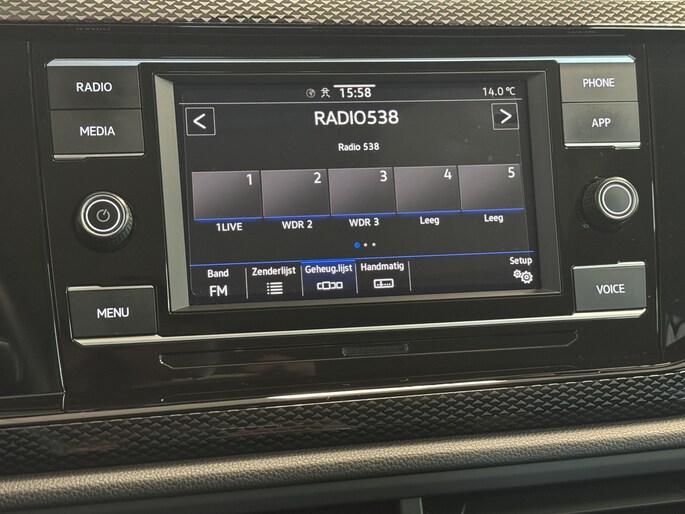 RADIO
MEDIA
MENU
15:58
14.0 °C
RADIO538
Radio 538
1
2
3
4
5
1LIVE
WDR 2
WDR 3
Leeg
Leeg
Band
FM
Zenderlijst
Geheug.lijst
Handmatig
Setup
PHONE
APP
VOICE